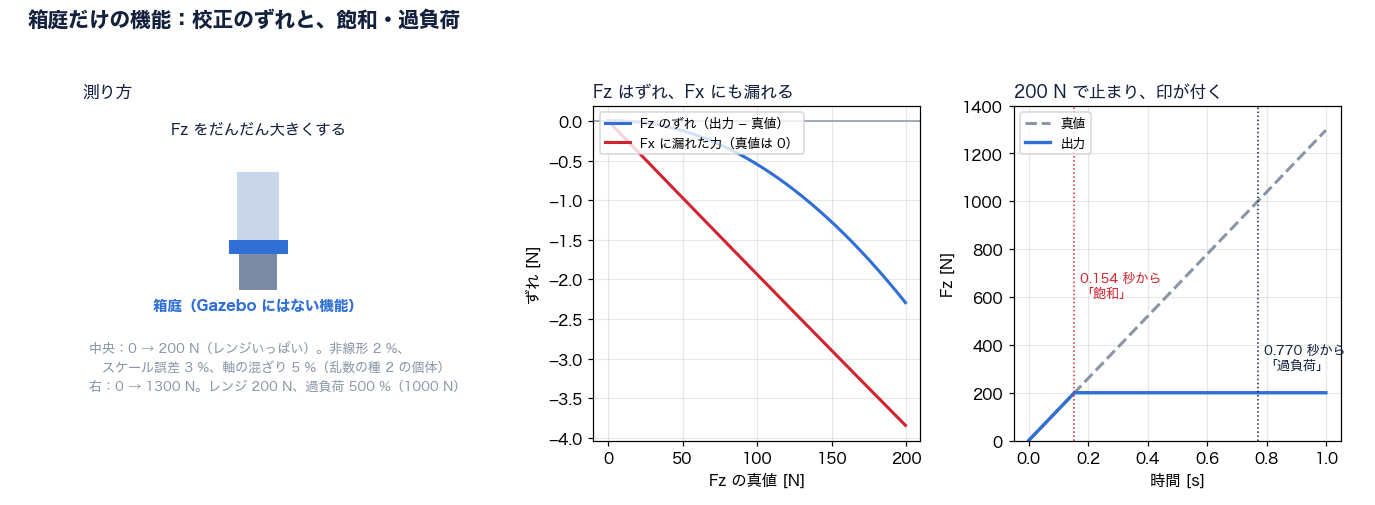 箱庭だけの機能：校正のずれと、飽和・過負荷
測り方
Fz をだんだん大きくする
箱庭（Gazebo にはない機能）
中央：0 → 200 N（レンジいっぱい）。非線形 2 %、
スケール誤差 3 %、軸の混ざり 5 %（乱数の種 2 の個体）
右：0 → 1300 N。レンジ 200 N、過負荷 500 %（1000 N）
Fz はずれ、Fx にも漏れる
Fz のずれ（出力 − 真値）
Fx に漏れた力（真値は 0）
ずれ [N]
0.0
−0.5
−1.0
−1.5
−2.0
−2.5
−3.0
−3.5
−4.0
0 50 100 150 200
Fz の真値 [N]
200 N で止まり、印が付く
真値
出力
Fz [N]
1400
1200
1000
800
600
400
200
0
0.154 秒から
「飽和」
0.770 秒から
「過負荷」
0.0 0.2 0.4 0.6 0.8 1.0
時間 [s]